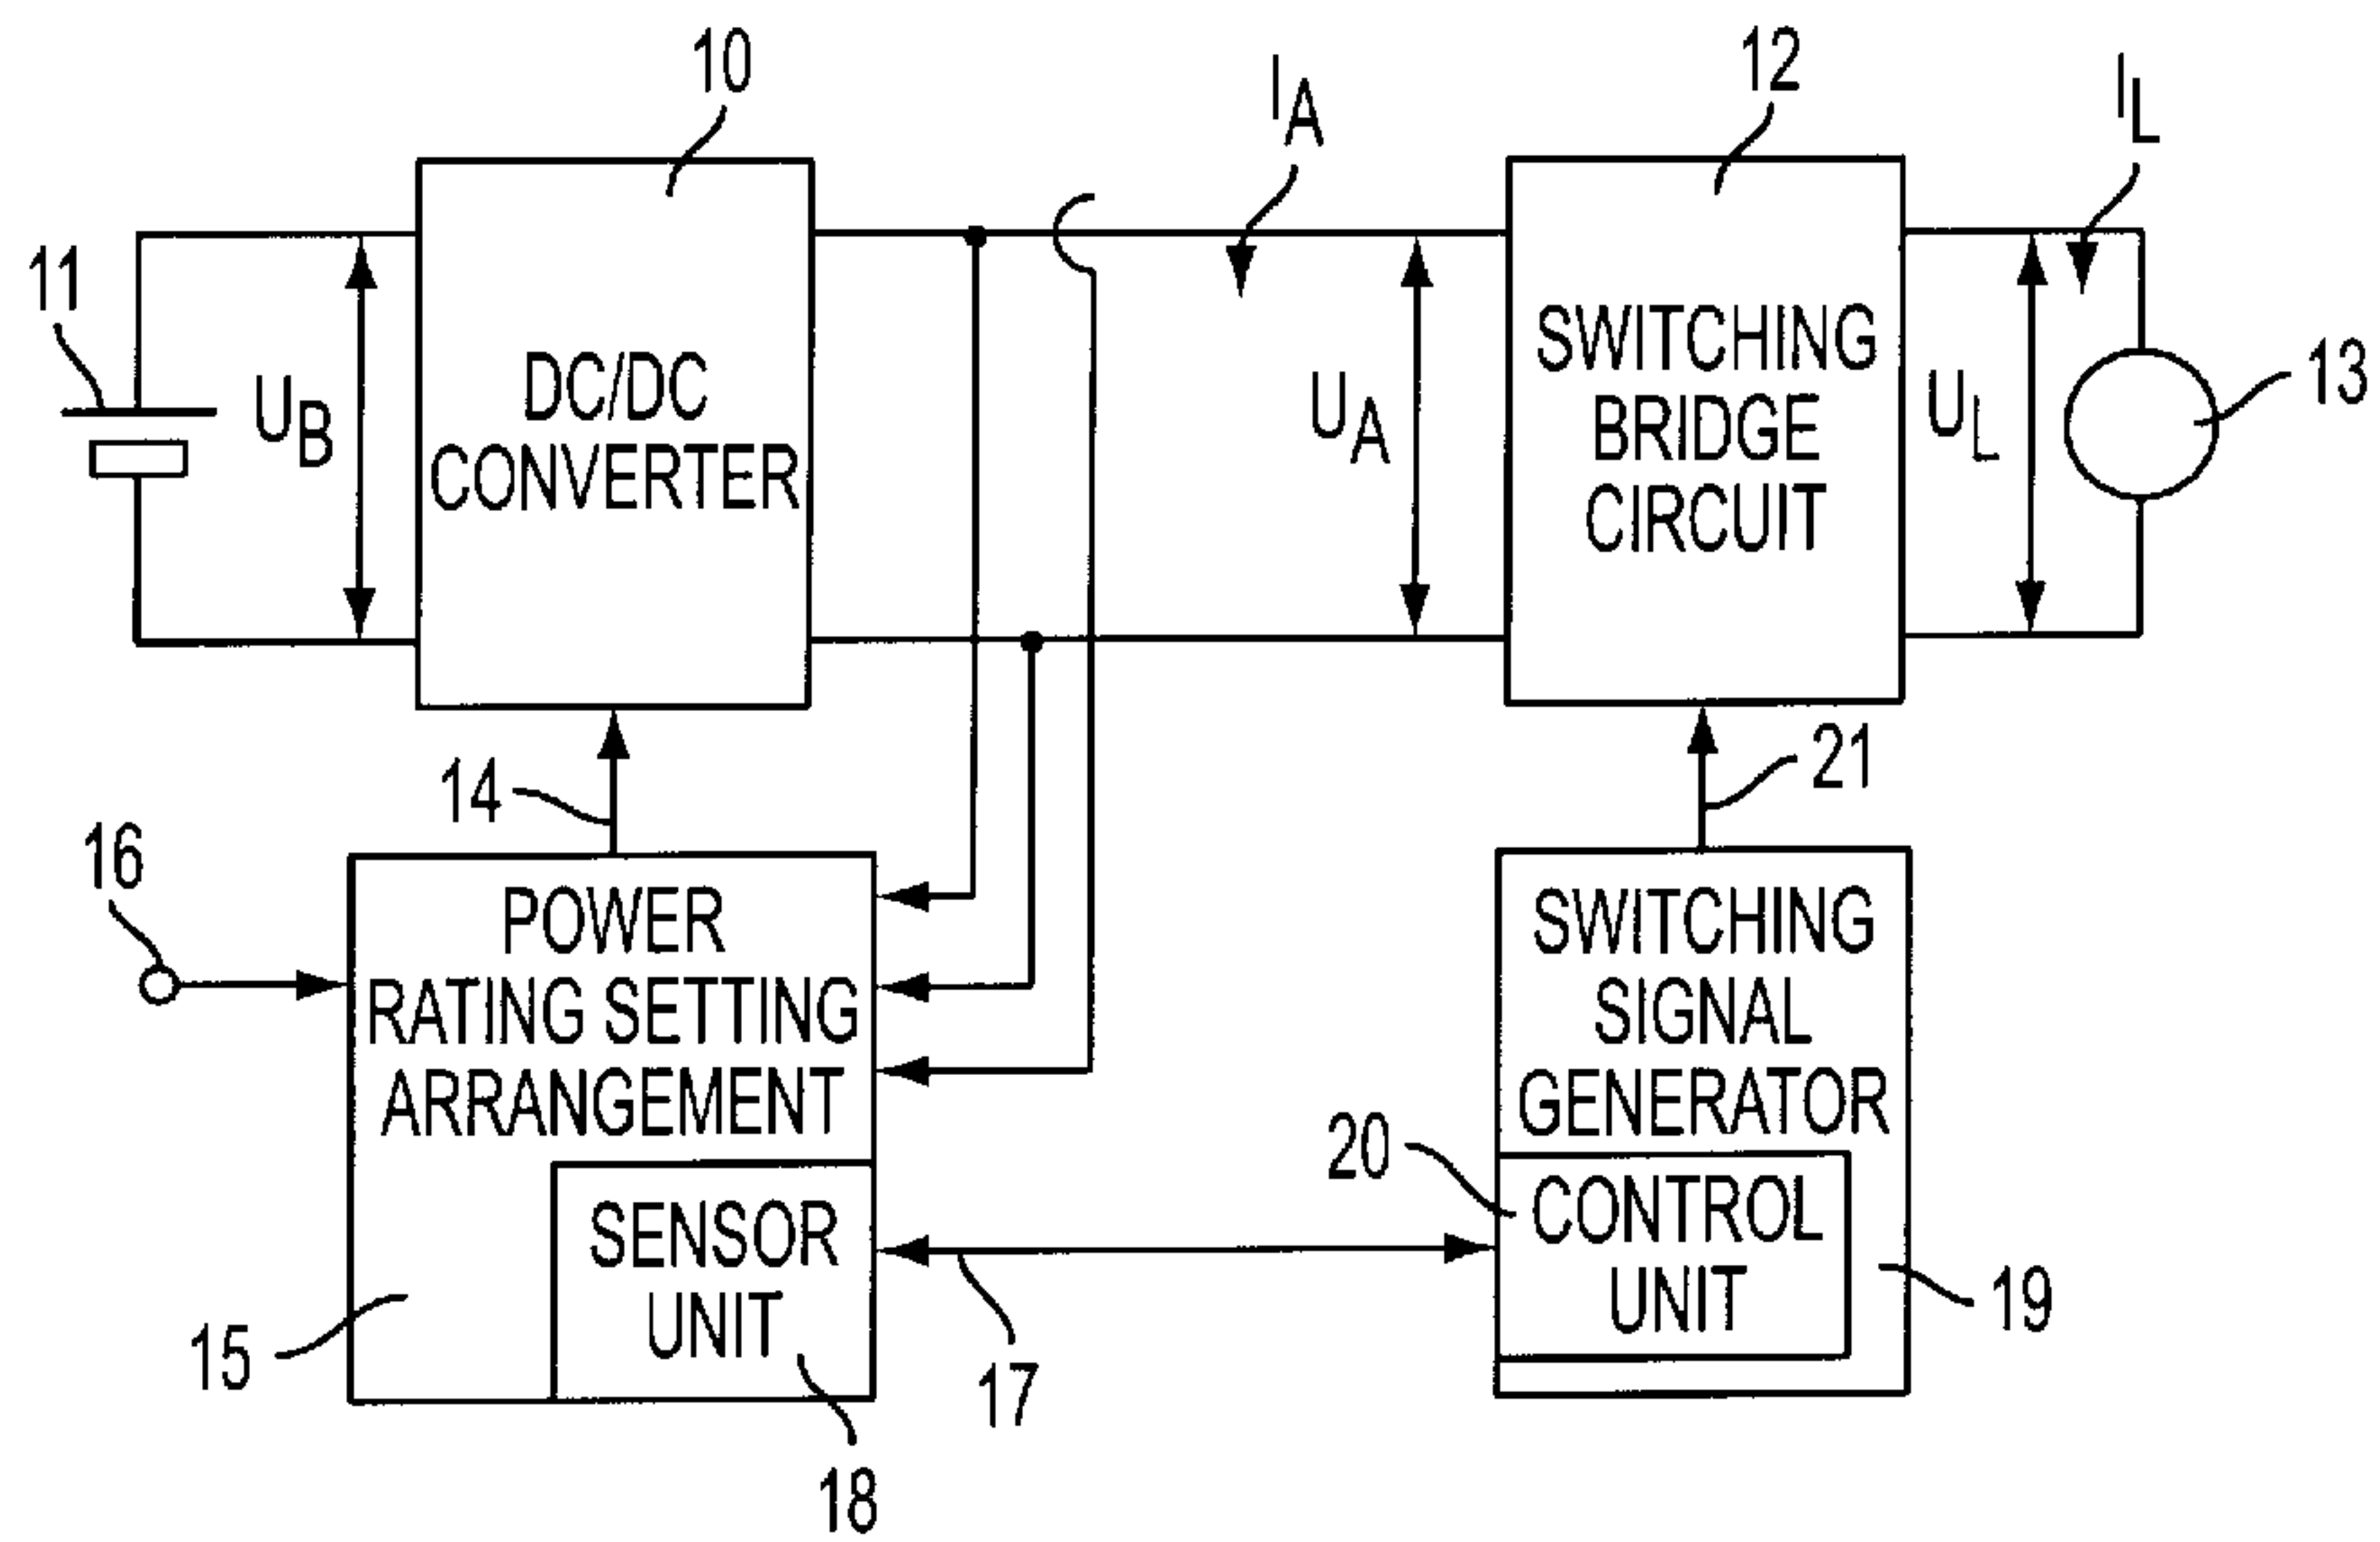 10
I_A
12
I_L
11
U_B
DC/DC
CONVERTER
U_A
SWITCHING
BRIDGE
CIRCUIT
U_L
13
14
21
16
POWER
RATING SETTING
ARRANGEMENT
SWITCHING
SIGNAL
GENERATOR
20
SENSOR
UNIT
CONTROL
UNIT
15
17
19
18